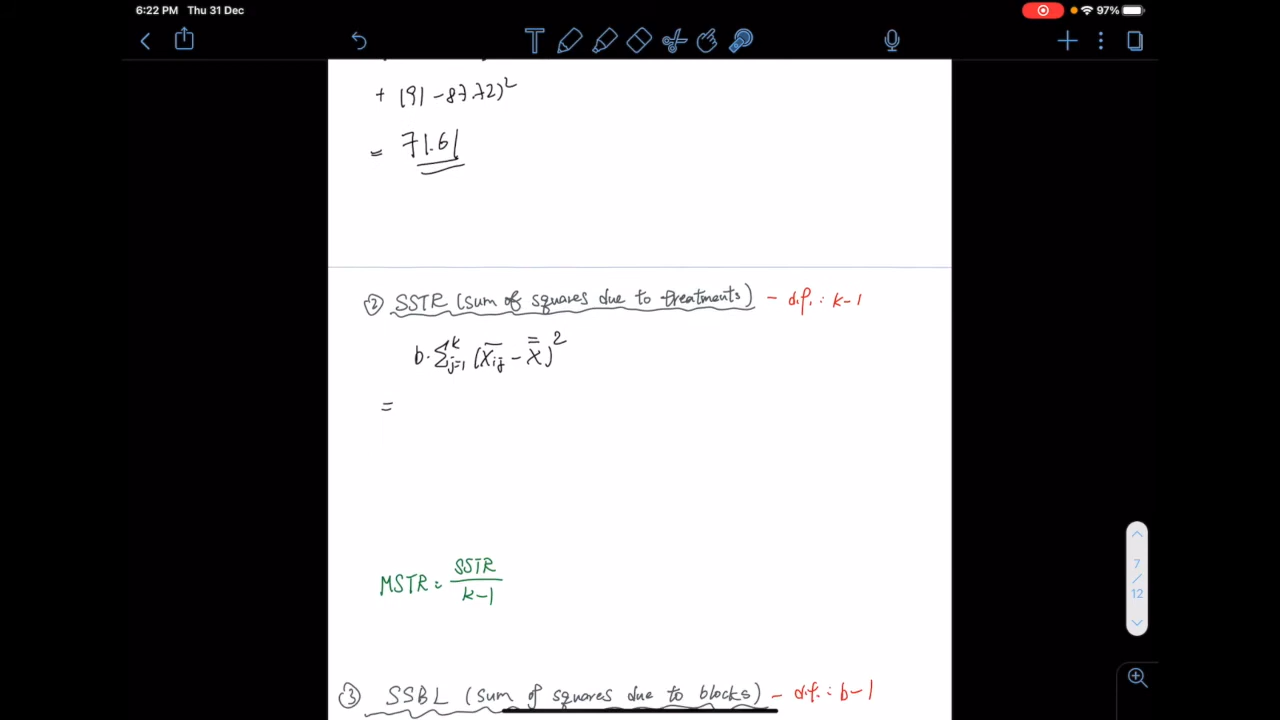 6:22 PM Thu 31 Dec
97%
+ (91 - 87.72)²
= 71.61
② SSTR (sum of squares due to treatments) - d.f. : k-1
b·∑ᵏⱼ₌₁ (x̄ij - x̿)²
=
7
/
12
MSTR = SSTR / k-1
③ SSBL (sum of squares due to blocks) - d.f. : b-1